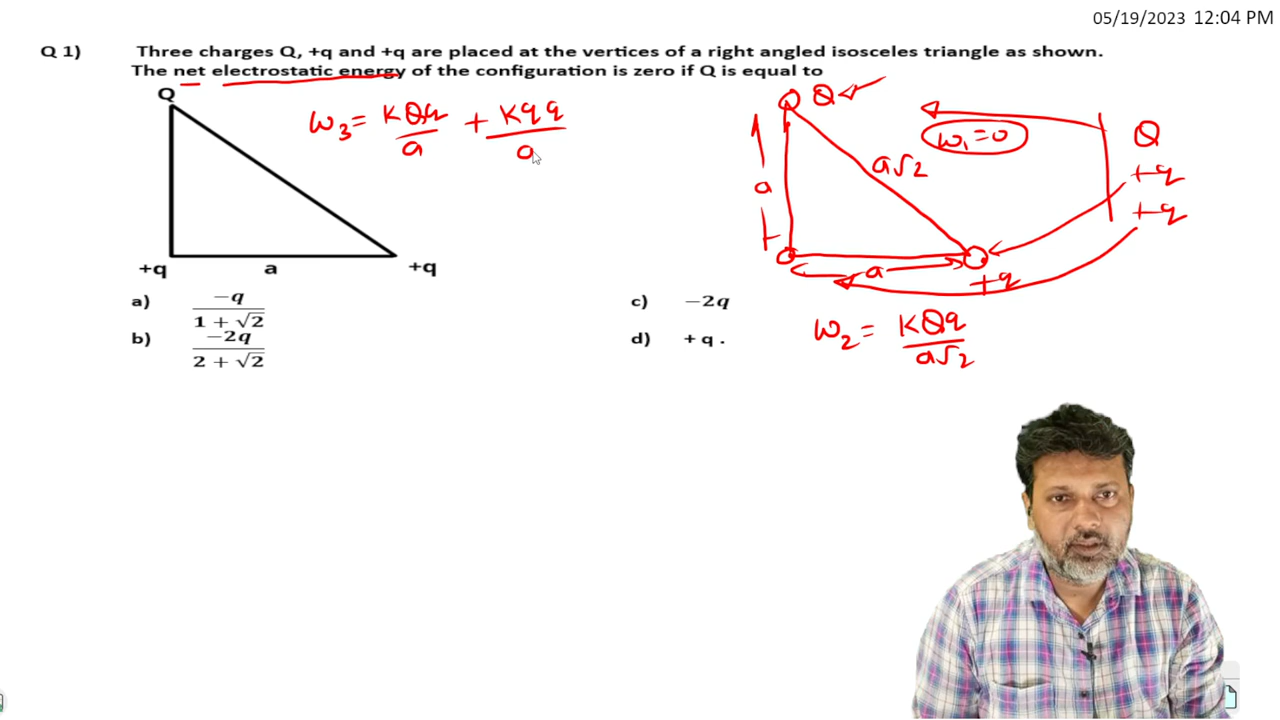 05/19/2023 12:04 PM
Q 1) Three charges Q, +q and +q are placed at the vertices of a right angled isosceles triangle as shown.
The net electrostatic energy of the configuration is zero if Q is equal to
Q
+q a +q
a) −q / 1 + √2
b) −2q / 2 + √2
c) −2q
d) + q .
W₃ = KQq/a + Kqq/a
Q
a
a√2
a
+q
W₁=0
Q
+q
+q
W₂ = KQq/a√2